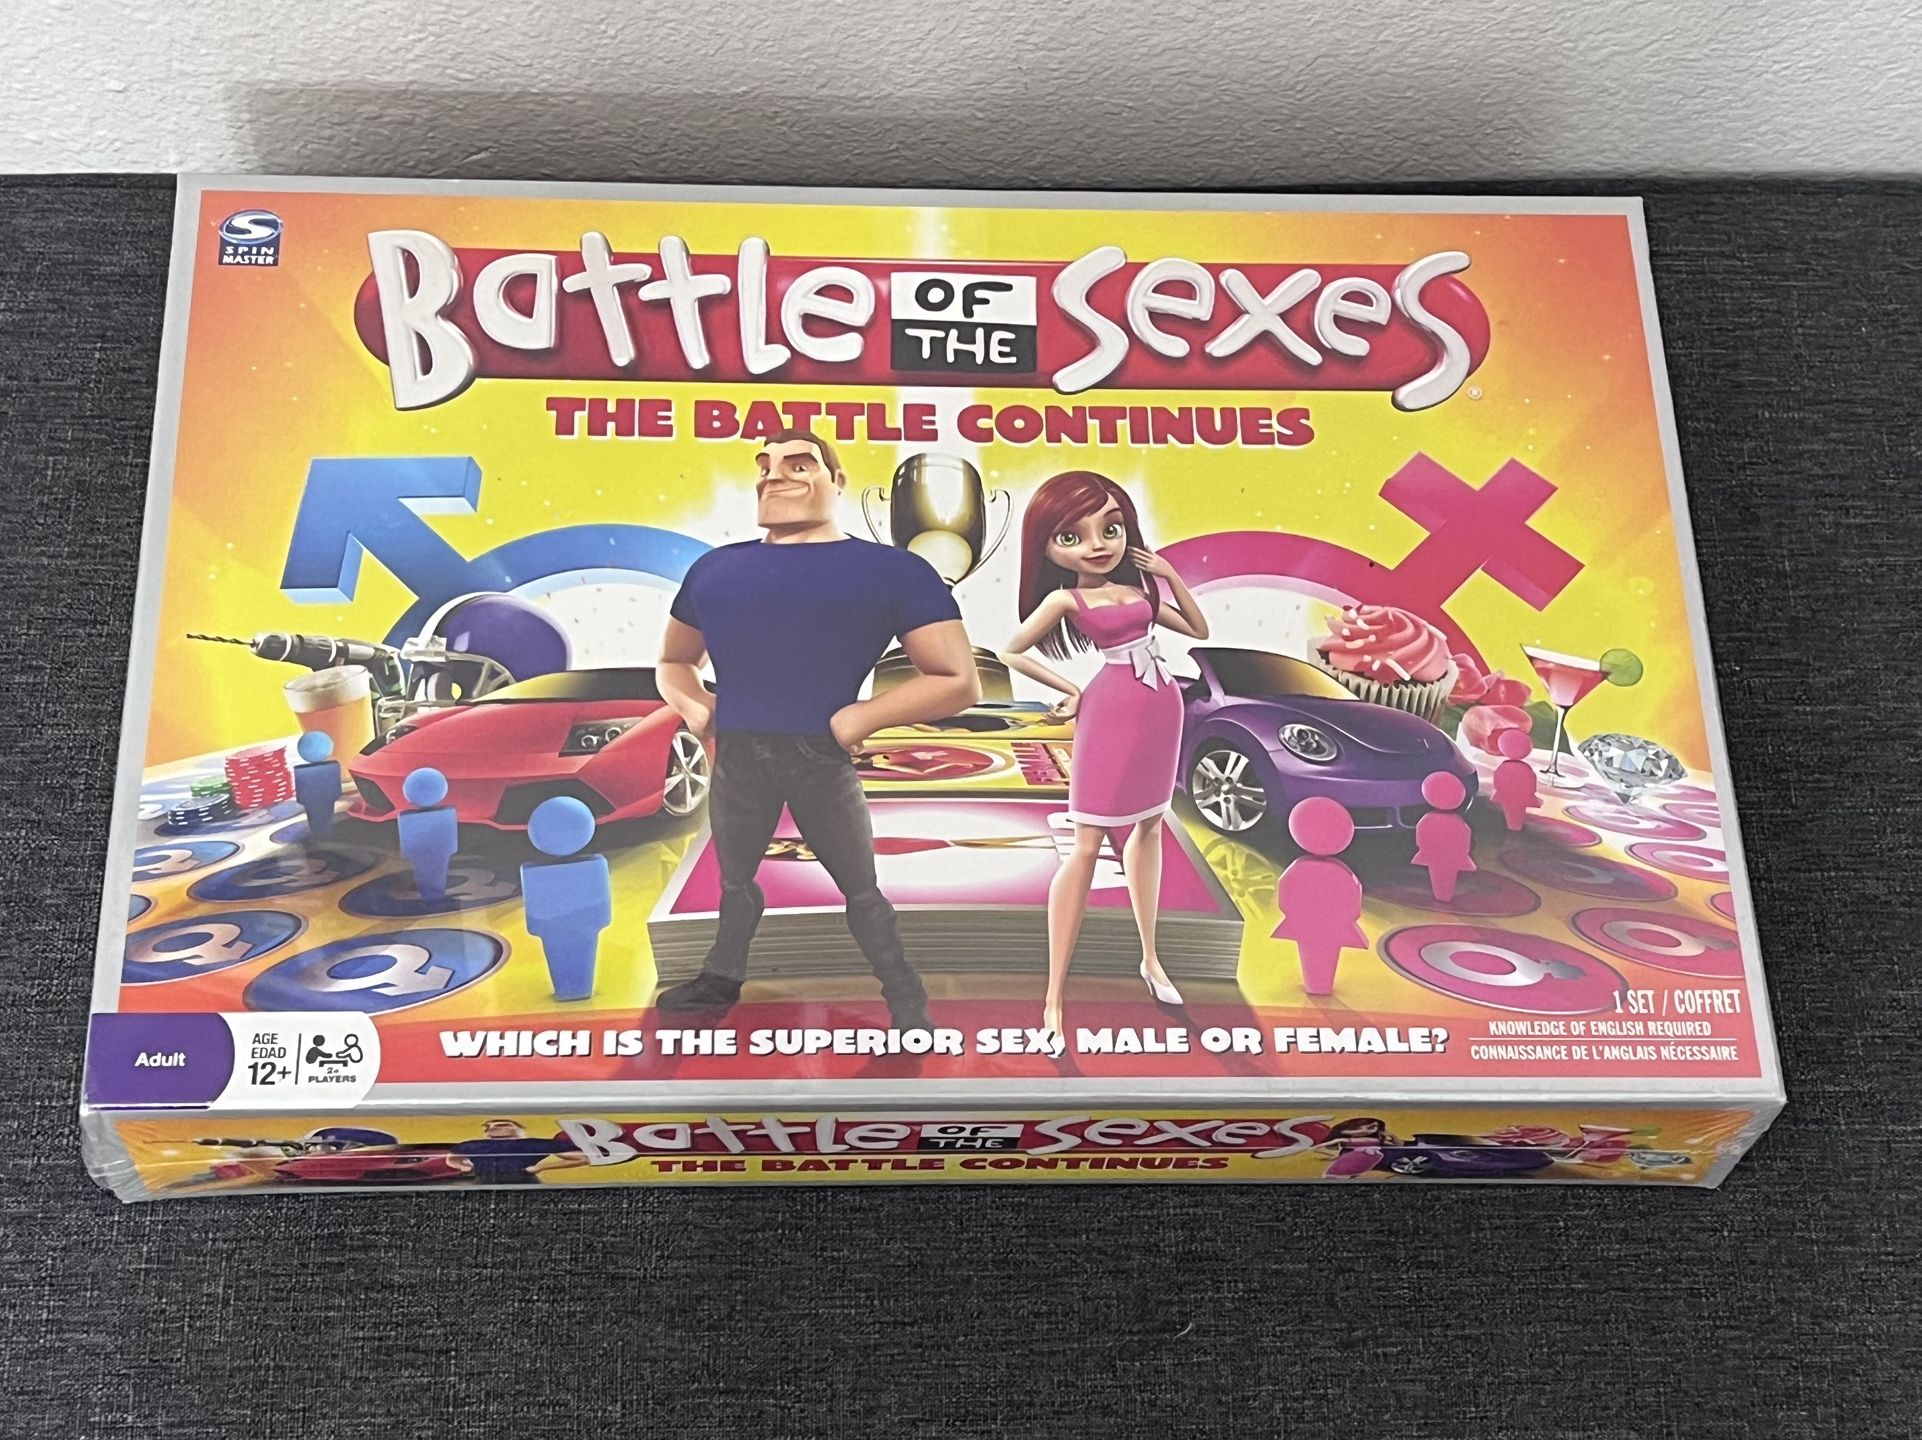 SPIN
MASTER
Battle OF THE Sexes®
THE BATTLE CONTINUES
1 SET / COFFRET
KNOWLEDGE OF ENGLISH REQUIRED
CONNAISSANCE DE L'ANGLAIS NÉCESSAIRE
Adult
AGE
EDAD
12+
2+
PLAYERS
WHICH IS THE SUPERIOR SEX, MALE OR FEMALE?
Battle OF THE Sexes
THE BATTLE CONTINUES